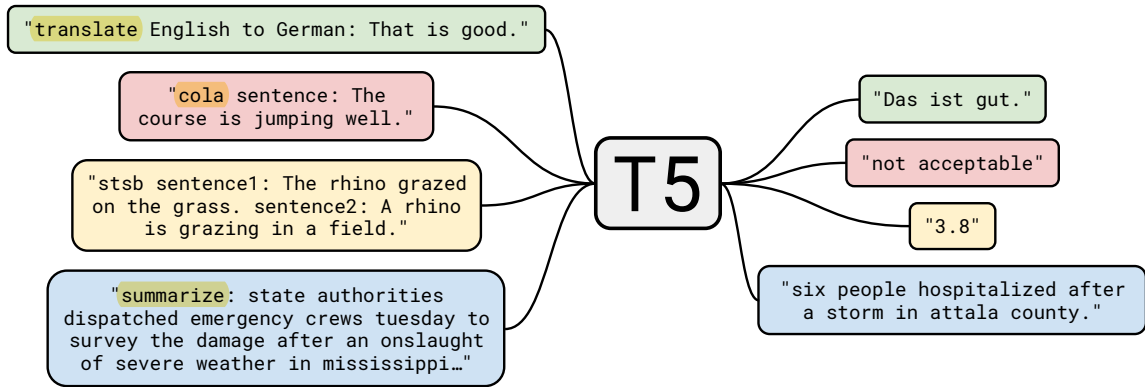 "translate English to German: That is good."
"cola sentence: The
course is jumping well."
"stsb sentence1: The rhino grazed
on the grass. sentence2: A rhino
is grazing in a field."
"summarize: state authorities
dispatched emergency crews tuesday to
survey the damage after an onslaught
of severe weather in mississippi…"
T5
"Das ist gut."
"not acceptable"
"3.8"
"six people hospitalized after
a storm in attala county."